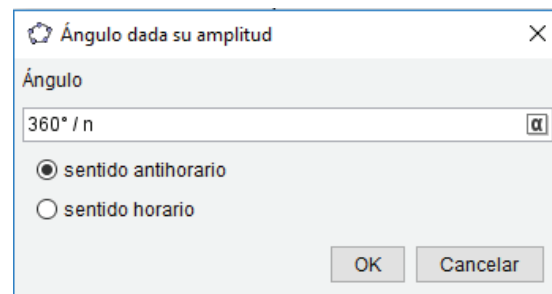 Ángulo dada su amplitud
Ángulo
360° / n
α
sentido antihorario
sentido horario
OK Cancelar